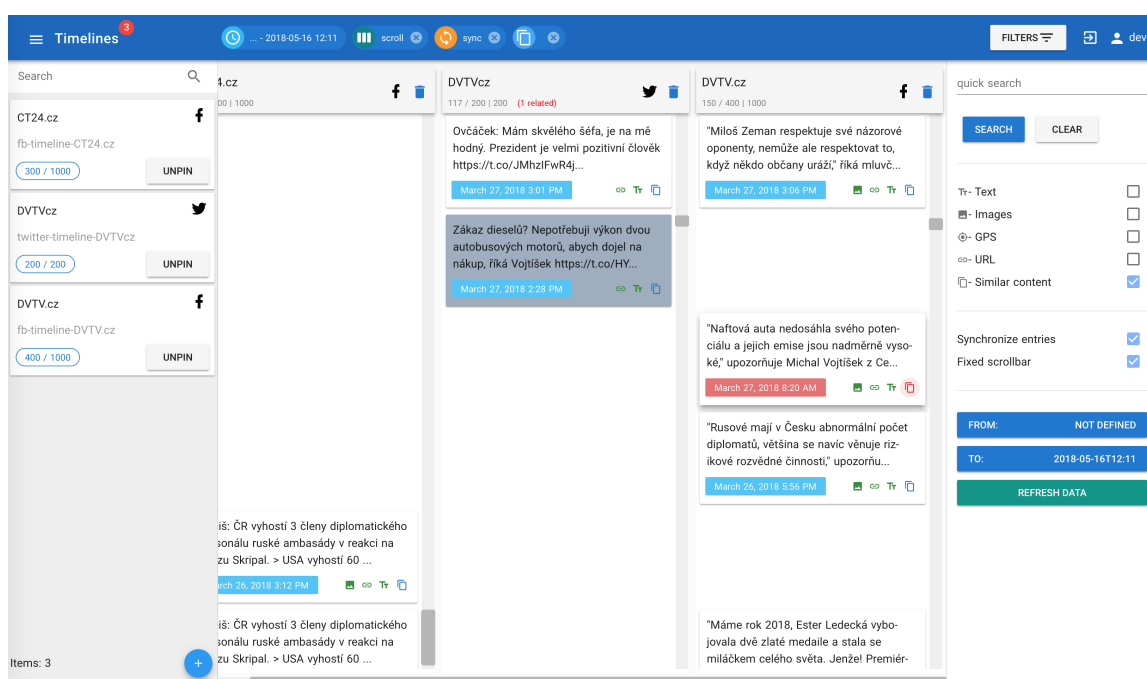 Timelines
3
... - 2018-05-16 12:11
scroll
sync
FILTERS
dev
Search
CT24.cz
fb-timeline-CT24.cz
300 / 1000
UNPIN
DVTVcz
twitter-timeline-DVTVcz
200 / 200
UNPIN
DVTV.cz
fb-timeline-DVTV.cz
400 / 1000
UNPIN
Items: 3
+
4.cz
00 | 1000
iš: ČR vyhostí 3 členy diplomatického
sonálu ruské ambasády v reakci na
zu Skripal. > USA vyhostí 60 ...
rch 26, 2018 3:12 PM
Tт
iš: ČR vyhostí 3 členy diplomatického
sonálu ruské ambasády v reakci na
zu Skripal. > USA vyhostí 60 ...
DVTVcz
117 / 200 | 200 (1 related)
Ovčáček: Mám skvělého šéfa, je na mě
hodný. Prezident je velmi pozitivní člověk
https://t.co/JMhzIFwR4j...
March 27, 2018 3:01 PM
Tт
Zákaz dieselů? Nepotřebuji výkon dvou
autobusových motorů, abych dojel na
nákup, říká Vojtíšek https://t.co/HY...
March 27, 2018 2:28 PM
Tт
DVTV.cz
150 / 400 | 1000
"Miloš Zeman respektuje své názorové
oponenty, nemůže ale respektovat to,
když někdo občany uráží," říká mluvč...
March 27, 2018 3:06 PM
Tт
"Naftová auta nedosáhla svého poten-
ciálu a jejich emise jsou nadměrně vyso-
ké," upozorňuje Michal Vojtíšek z Ce...
March 27, 2018 8:20 AM
Tт
"Rusové mají v Česku abnormální počet
diplomatů, většina se navíc věnuje riz-
ikové rozvědné činnosti," upozorňu...
March 26, 2018 5:56 PM
Tт
"Máme rok 2018, Ester Ledecká vybo-
jovala dvě zlaté medaile a stala se
miláčkem celého světa. Jenže! Premiér-
quick search
SEARCH CLEAR
Tт- Text
- Images
- GPS
- URL
- Similar content
Synchronize entries
Fixed scrollbar
FROM: NOT DEFINED
TO: 2018-05-16T12:11
REFRESH DATA